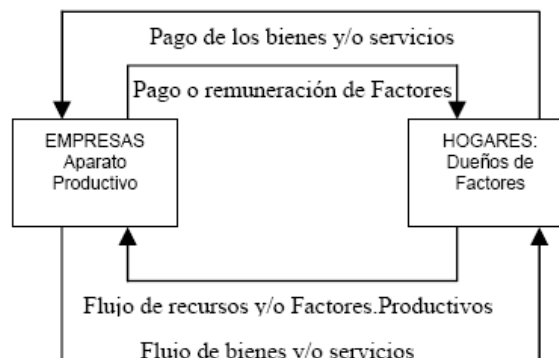 Pago de los bienes y/o servicios
Pago o remuneración de Factores
EMPRESAS
Aparato
Productivo
HOGARES:
Dueños de
Factores
Flujo de recursos y/o Factores.Productivos
Flujo de bienes y/o servicios